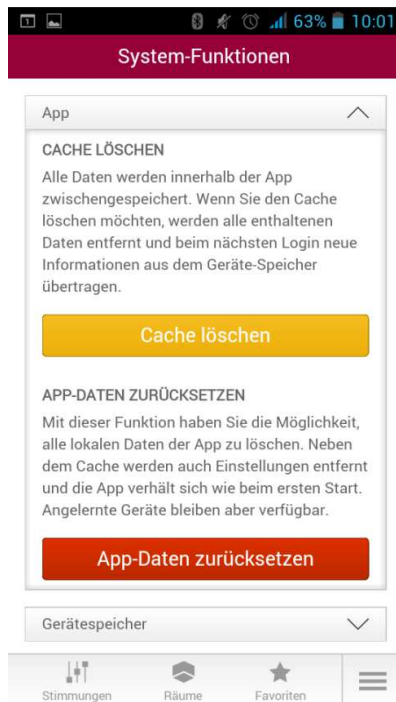 1 63% 10:01
System-Funktionen
App
CACHE LÖSCHEN
Alle Daten werden innerhalb der App
zwischengespeichert. Wenn Sie den Cache
löschen möchten, werden alle enthaltenen
Daten entfernt und beim nächsten Login neue
Informationen aus dem Geräte-Speicher
übertragen.
Cache löschen
APP-DATEN ZURÜCKSETZEN
Mit dieser Funktion haben Sie die Möglichkeit,
alle lokalen Daten der App zu löschen. Neben
dem Cache werden auch Einstellungen entfernt
und die App verhält sich wie beim ersten Start.
Angelernte Geräte bleiben aber verfügbar.
App-Daten zurücksetzen
Gerätespeicher
Stimmungen Räume Favoriten